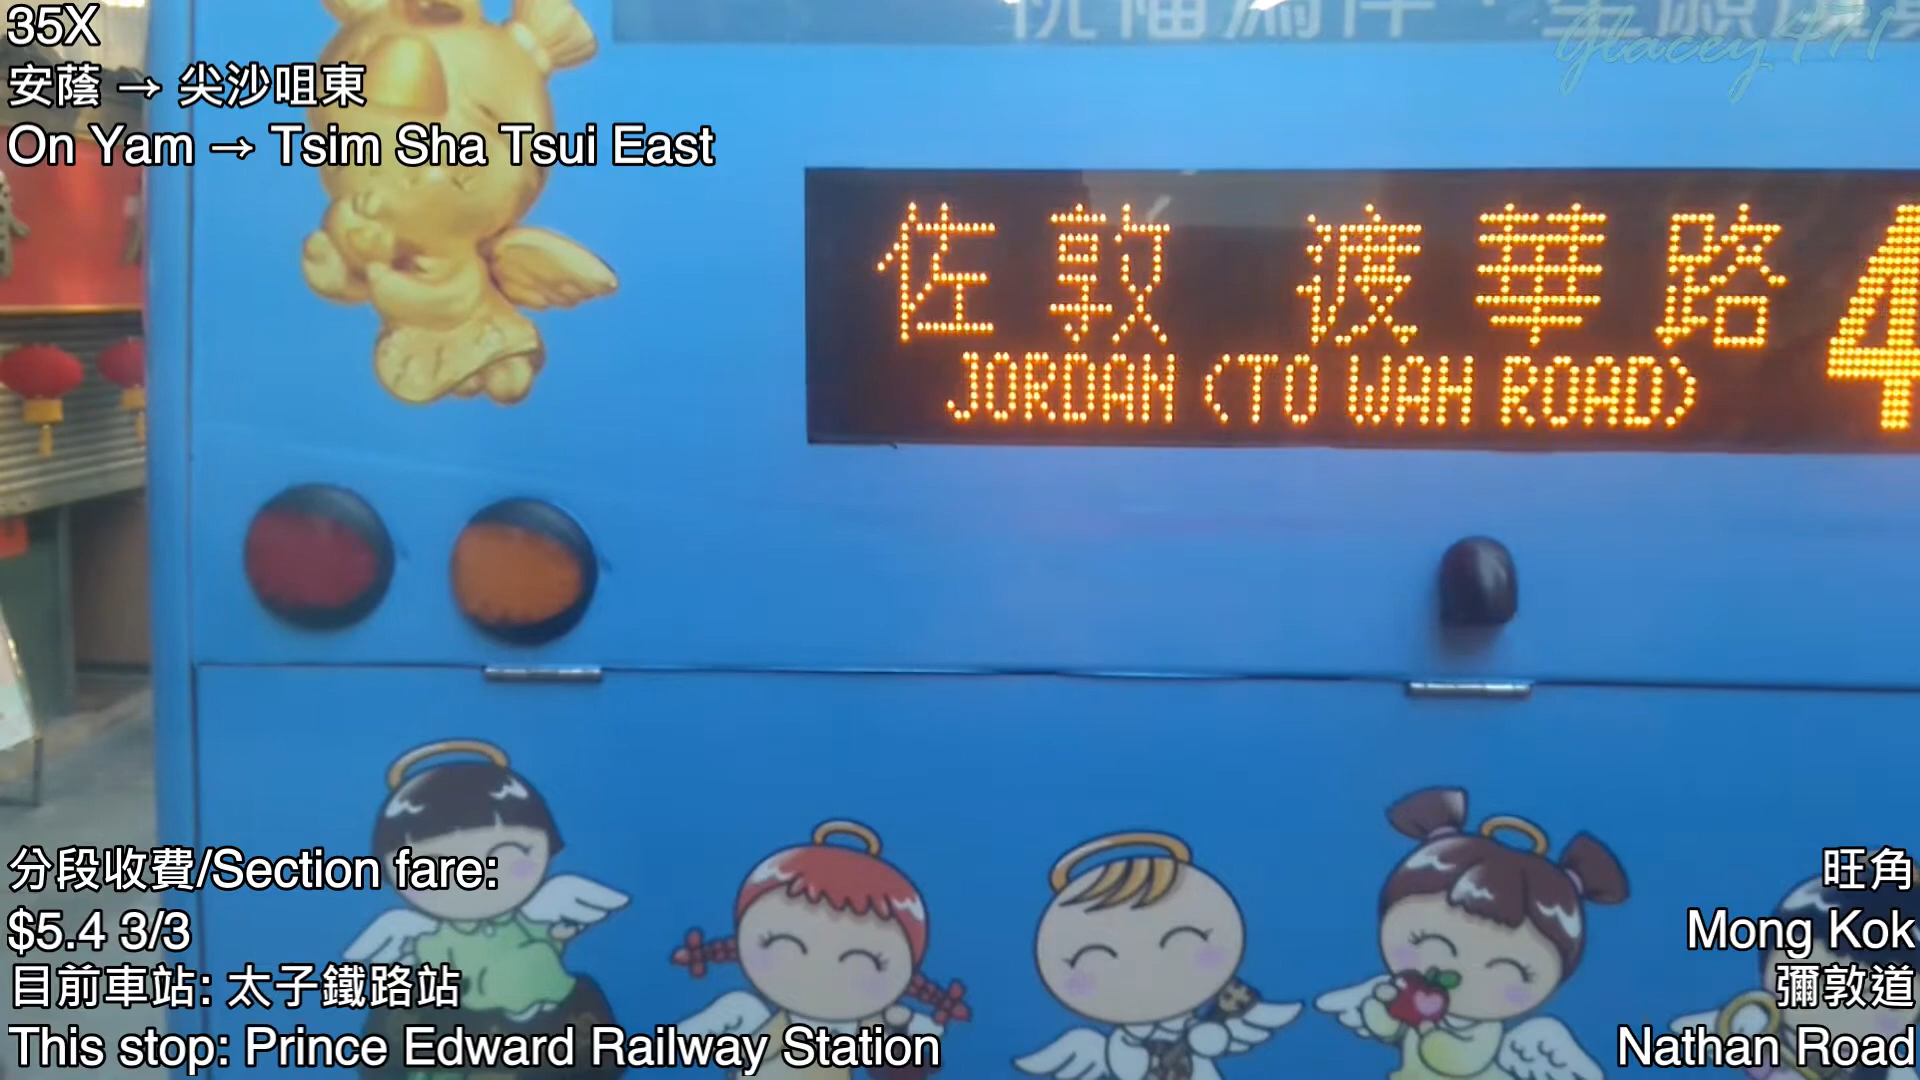 35X
安蔭 → 尖沙咀東
On Yam → Tsim Sha Tsui East
Glacey471
佐敦 渡華路 4
JORDAN (TO WAH ROAD)
分段收費/Section fare:
$5.4 3/3
目前車站: 太子鐵路站
This stop: Prince Edward Railway Station
旺角
Mong Kok
彌敦道
Nathan Road